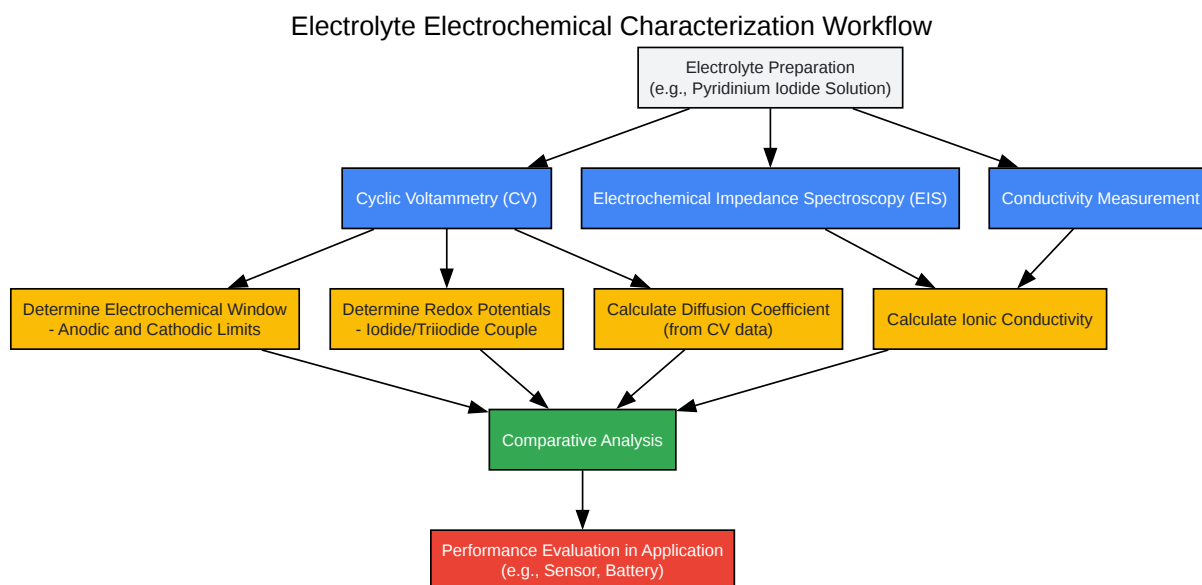 Electrolyte Electrochemical Characterization Workflow
Electrolyte Preparation
(e.g., Pyridinium Iodide Solution)
Cyclic Voltammetry (CV)
Electrochemical Impedance Spectroscopy (EIS)
Conductivity Measurement
Determine Electrochemical Window
- Anodic and Cathodic Limits
Determine Redox Potentials
- Iodide/Triiodide Couple
Calculate Diffusion Coefficient
(from CV data)
Calculate Ionic Conductivity
Comparative Analysis
Performance Evaluation in Application
(e.g., Sensor, Battery)